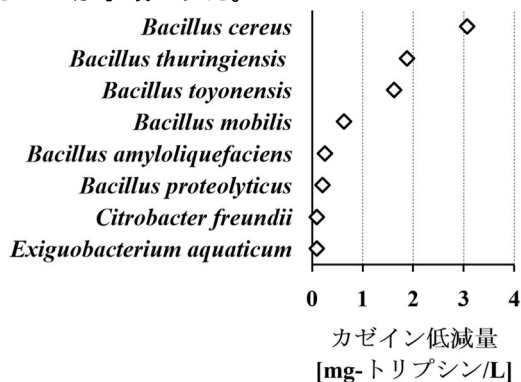 Bacillus cereus
Bacillus thuringiensis
Bacillus toyonensis
Bacillus mobilis
Bacillus amyloliquefaciens
Bacillus proteolyticus
Citrobacter freundii
Exiguobacterium aquaticum
0 1 2 3 4
カゼイン低減量
[mg-トリプシン/L]